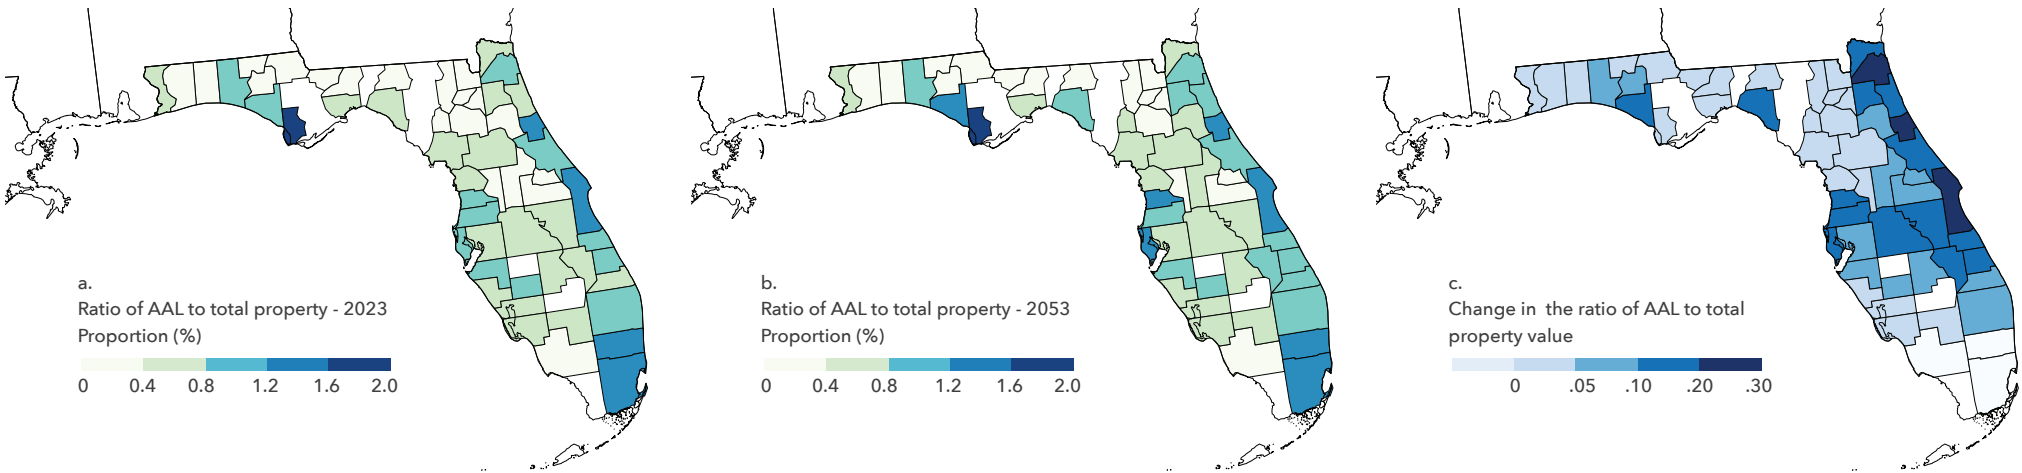 a.
Ratio of AAL to total property - 2023
Proportion (%)
0 0.4 0.8 1.2 1.6 2.0
b.
Ratio of AAL to total property - 2053
Proportion (%)
0 0.4 0.8 1.2 1.6 2.0
c.
Change in the ratio of AAL to total
property value
0 .05 .10 .20 .30